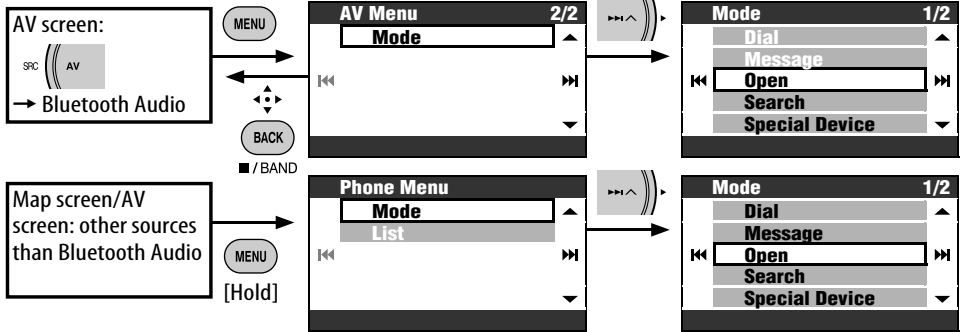 AV screen:
SRC AV
→ Bluetooth Audio
MENU
BACK
■ / BAND
AV Menu 2/2
Mode
Mode 1/2
Dial
Message
Open
Search
Special Device
Map screen/AV
screen: other sources
than Bluetooth Audio
MENU
[Hold]
Phone Menu
Mode
List
Mode 1/2
Dial
Message
Open
Search
Special Device